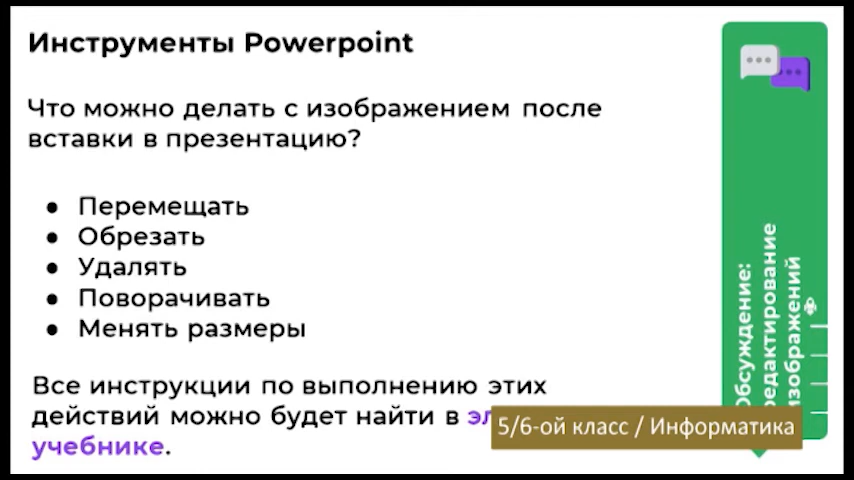 Инструменты Powerpoint
Что можно делать с изображением после
вставки в презентацию?
● Перемещать
● Обрезать
● Удалять
● Поворачивать
● Менять размеры
Все инструкции по выполнению этих
действий можно будет найти в
учебнике.
5/6-ой класс / Информатика
Обсуждение:
редактирование
изображений